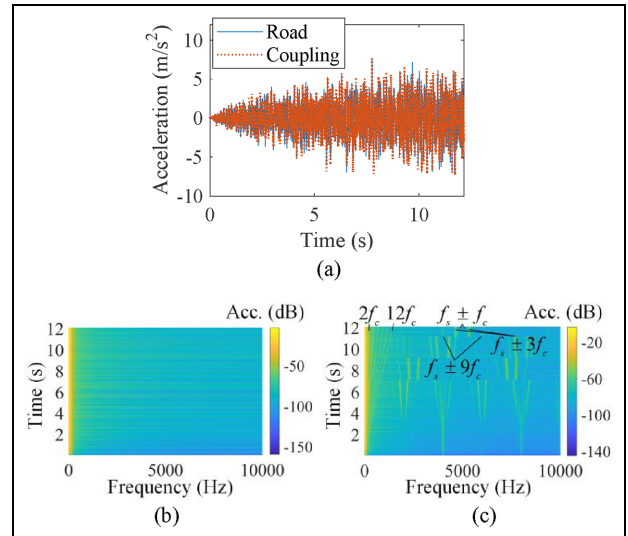 Acceleration (m/s²)
10
5
0
-5
-10
Road
Coupling
0 5 10
Time (s)
(a)
Acc. (dB)
Time (s)
12
10
8
6
4
2
-50
-100
-150
0 5000 10000
Frequency (Hz)
(b)
2f_c 12f_c f_s ± f_c Acc. (dB)
f_s ± 3f_c
f_s ± 9f_c
Time (s)
12
10
8
6
4
2
-20
-60
-100
-140
0 5000 10000
Frequency (Hz)
(c)